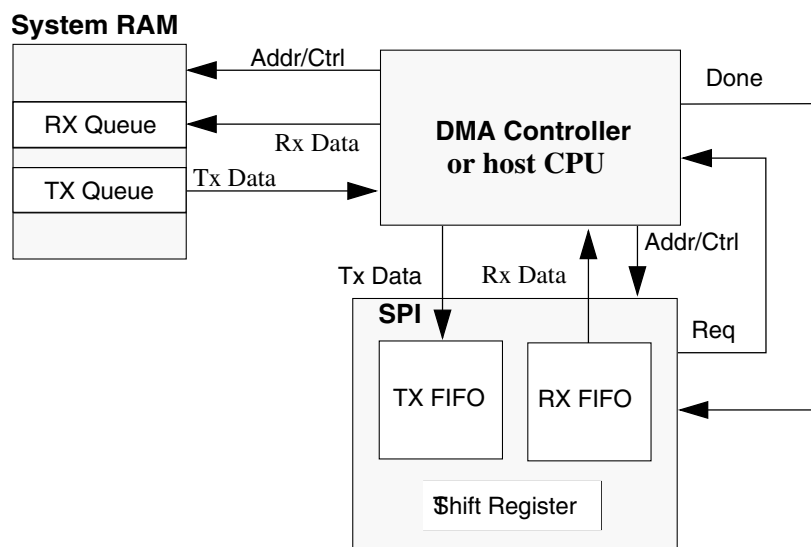 System RAM
Addr/Ctrl
Done
RX Queue
DMA Controller
or host CPU
Rx Data
TX Queue
Tx Data
Addr/Ctrl
Tx Data
Rx Data
SPI
Req
TX FIFO
RX FIFO
Shift Register